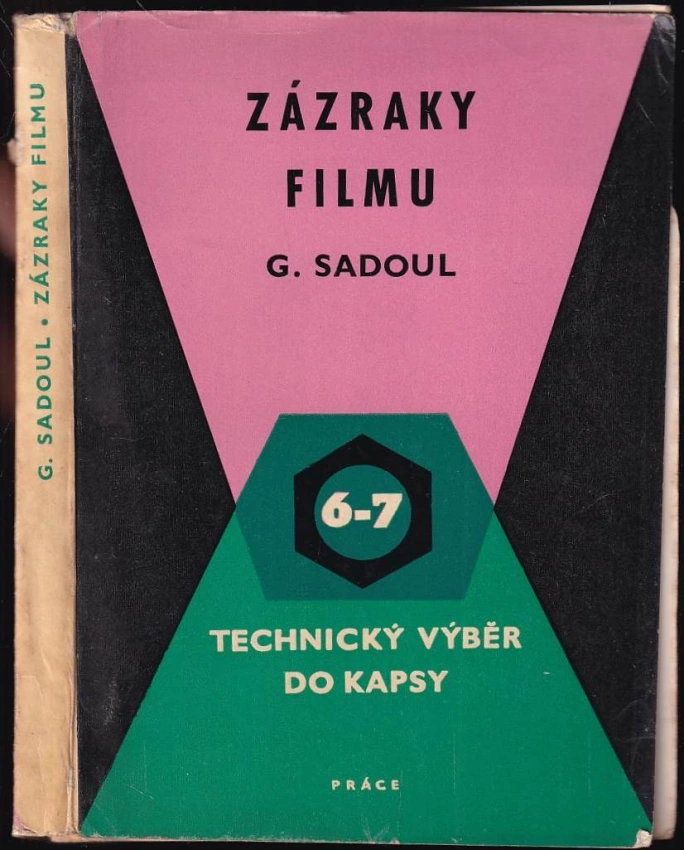 G. SADOUL • ZÁZRAKY FILMU
ZÁZRAKY
FILMU
G. SADOUL
6-7
TECHNICKÝ VÝBĚR
DO KAPSY
PRÁCE